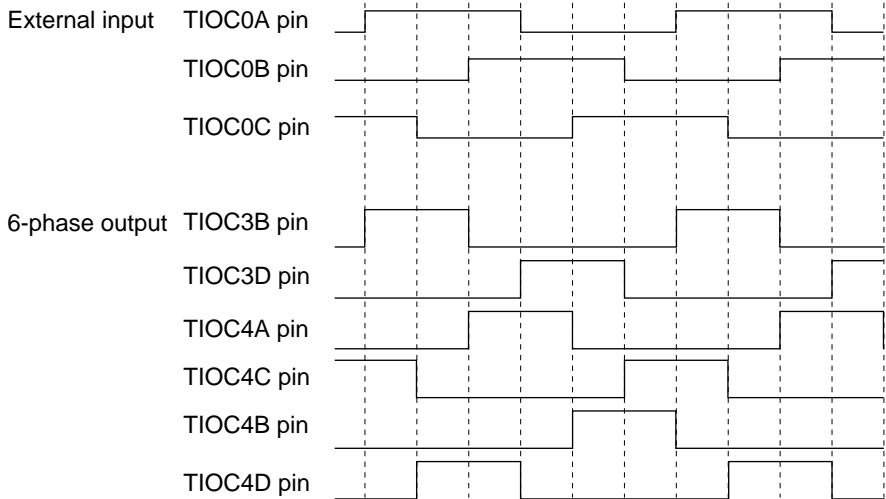 External input TIOC0A pin
TIOC0B pin
TIOC0C pin
6-phase output TIOC3B pin
TIOC3D pin
TIOC4A pin
TIOC4C pin
TIOC4B pin
TIOC4D pin